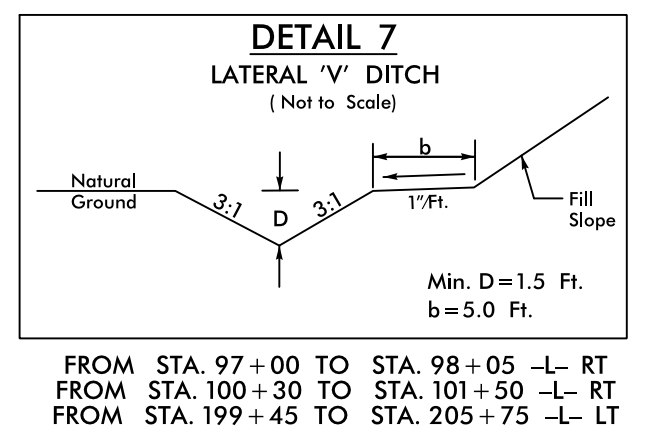 DETAIL 7
LATERAL 'V' DITCH
( Not to Scale)
b
Natural
Ground
3:1
D
3:1
1"/Ft.
Fill
Slope
Min. D=1.5 Ft.
b=5.0 Ft.
FROM STA. 97+00 TO STA. 98+05 -L- RT
FROM STA. 100+30 TO STA. 101+50 -L- RT
FROM STA. 199+45 TO STA. 205+75 -L- LT